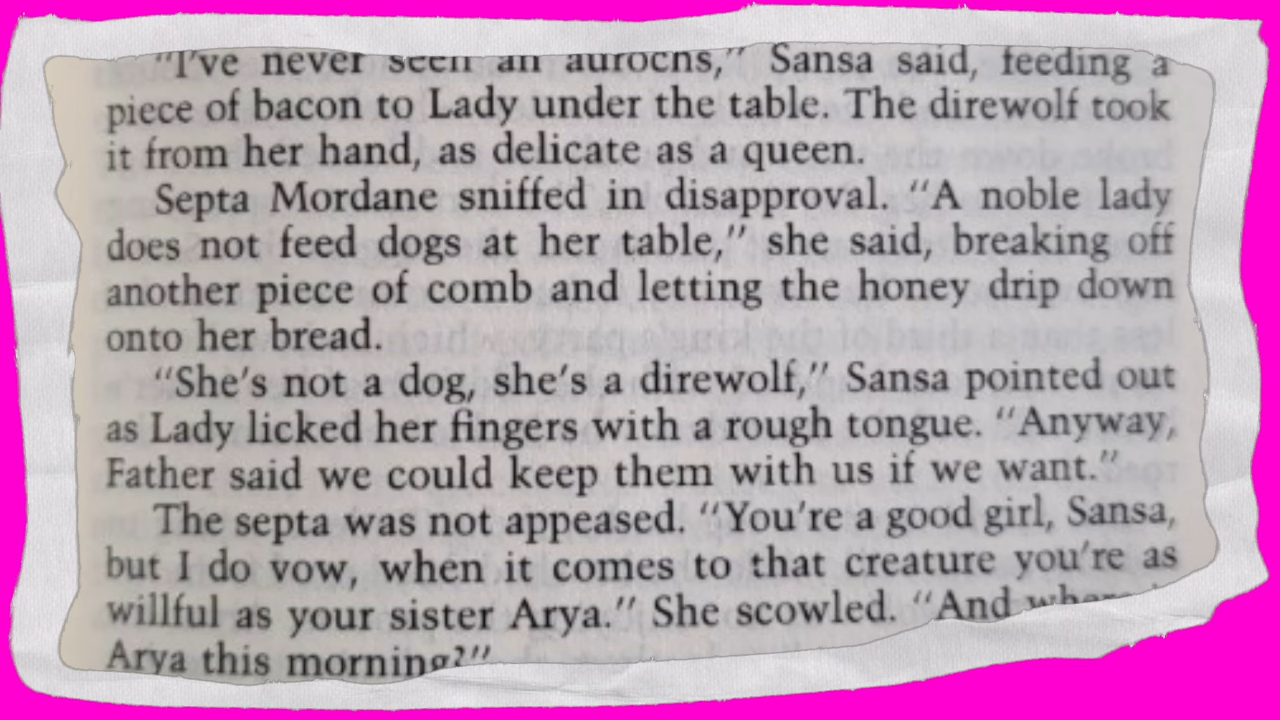 "I've never seen an aurochs," Sansa said, feeding a
piece of bacon to Lady under the table. The direwolf took
it from her hand, as delicate as a queen.
Septa Mordane sniffed in disapproval. "A noble lady
does not feed dogs at her table," she said, breaking off
another piece of comb and letting the honey drip down
onto her bread.
"She's not a dog, she's a direwolf," Sansa pointed out
as Lady licked her fingers with a rough tongue. "Anyway,
Father said we could keep them with us if we want."
The septa was not appeased. "You're a good girl, Sansa,
but I do vow, when it comes to that creature you're as
willful as your sister Arya." She scowled. "And
Arya this morning?"